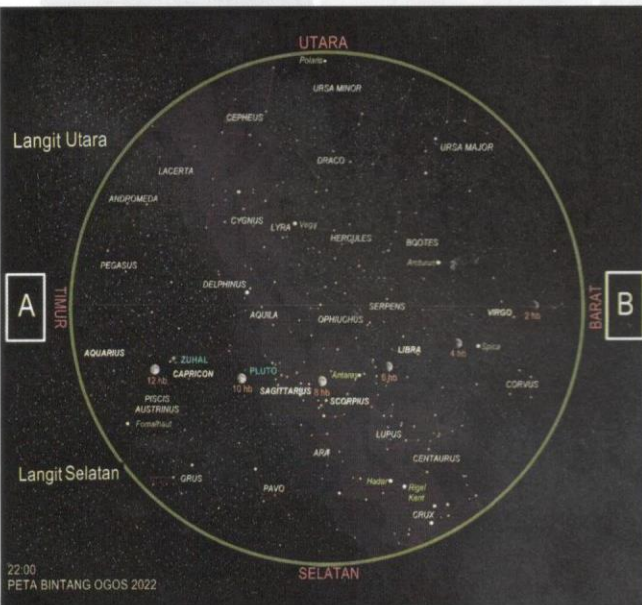 UTARA
Polaris
URSA MINOR
CEPHEUS
Langit Utara
URSA MAJOR
DRACO
LACERTA
ANDROMEDA
CYGNUS
LYRA Vega
HERCULES
BOOTES
Arcturus
PEGASUS
DELPHINUS
A
TIMUR
AQUILA
OPHIUCHUS
SERPENS
VIRGO
2 hb
BARAT
B
AQUARIUS
ZUHAL
CAPRICON
12 hb
PLUTO
10 hb
SAGITTARIUS
8 hb
Antares
SCORPIUS
LIBRA
6 hb
4 hb
Spica
CORVUS
PISCIS
AUSTRINUS
Fomalhaut
LUPUS
ARA
CENTAURUS
Langit Selatan
GRUS
PAVO
Hadar
Rigel
Kent
CRUX
SELATAN
22:00
PETA BINTANG OGOS 2022